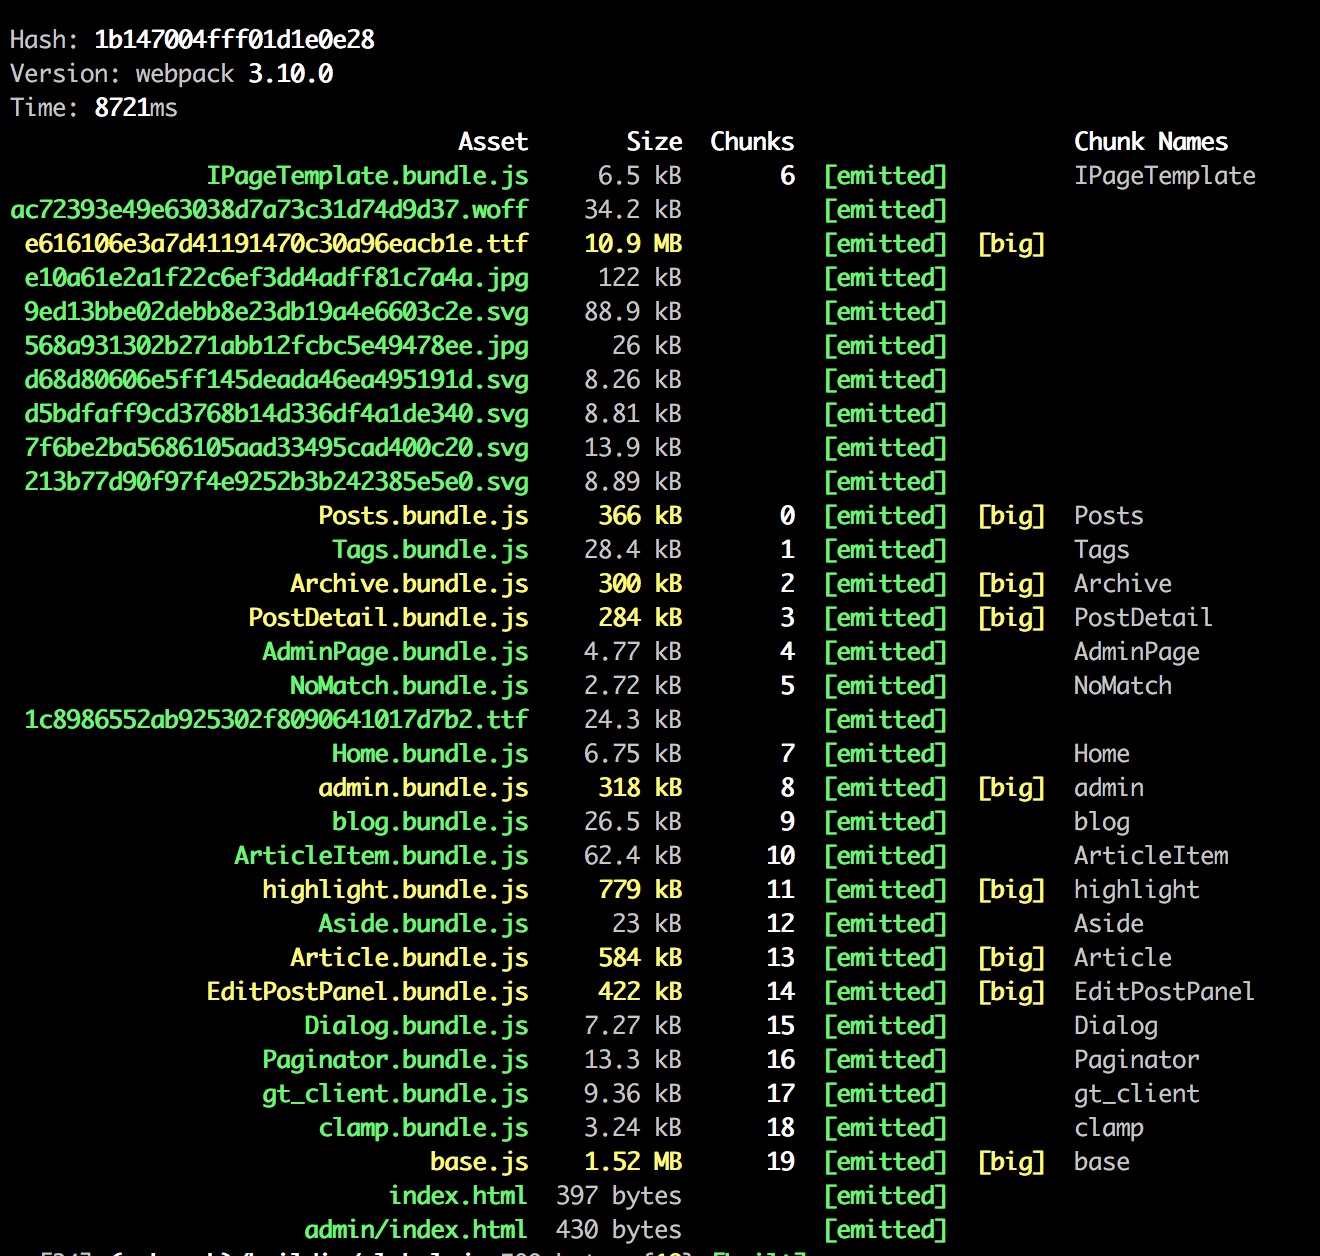 Hash: 1b147004fff01d1e0e28
Version: webpack 3.10.0
Time: 8721ms
Asset Size Chunks Chunk Names
IPageTemplate.bundle.js 6.5 kB 6 [emitted] IPageTemplate
ac72393e49e63038d7a73c31d74d9d37.woff 34.2 kB [emitted]
e616106e3a7d41191470c30a96eacb1e.ttf 10.9 MB [emitted] [big]
e10a61e2a1f22c6ef3dd4adff81c7a4a.jpg 122 kB [emitted]
9ed13bbe02debb8e23db19a4e6603c2e.svg 88.9 kB [emitted]
568a931302b271abb12fcbc5e49478ee.jpg 26 kB [emitted]
d68d80606e5ff145deada46ea495191d.svg 8.26 kB [emitted]
d5bdfaff9cd3768b14d336df4a1de340.svg 8.81 kB [emitted]
7f6be2ba5686105aad33495cad400c20.svg 13.9 kB [emitted]
213b77d90f97f4e9252b3b242385e5e0.svg 8.89 kB [emitted]
Posts.bundle.js 366 kB 0 [emitted] [big] Posts
Tags.bundle.js 28.4 kB 1 [emitted] Tags
Archive.bundle.js 300 kB 2 [emitted] [big] Archive
PostDetail.bundle.js 284 kB 3 [emitted] [big] PostDetail
AdminPage.bundle.js 4.77 kB 4 [emitted] AdminPage
NoMatch.bundle.js 2.72 kB 5 [emitted] NoMatch
1c8986552ab925302f8090641017d7b2.ttf 24.3 kB [emitted]
Home.bundle.js 6.75 kB 7 [emitted] Home
admin.bundle.js 318 kB 8 [emitted] [big] admin
blog.bundle.js 26.5 kB 9 [emitted] blog
ArticleItem.bundle.js 62.4 kB 10 [emitted] ArticleItem
highlight.bundle.js 779 kB 11 [emitted] [big] highlight
Aside.bundle.js 23 kB 12 [emitted] Aside
Article.bundle.js 584 kB 13 [emitted] [big] Article
EditPostPanel.bundle.js 422 kB 14 [emitted] [big] EditPostPanel
Dialog.bundle.js 7.27 kB 15 [emitted] Dialog
Paginator.bundle.js 13.3 kB 16 [emitted] Paginator
gt_client.bundle.js 9.36 kB 17 [emitted] gt_client
clamp.bundle.js 3.24 kB 18 [emitted] clamp
base.js 1.52 MB 19 [emitted] [big] base
index.html 397 bytes [emitted]
admin/index.html 430 bytes [emitted]